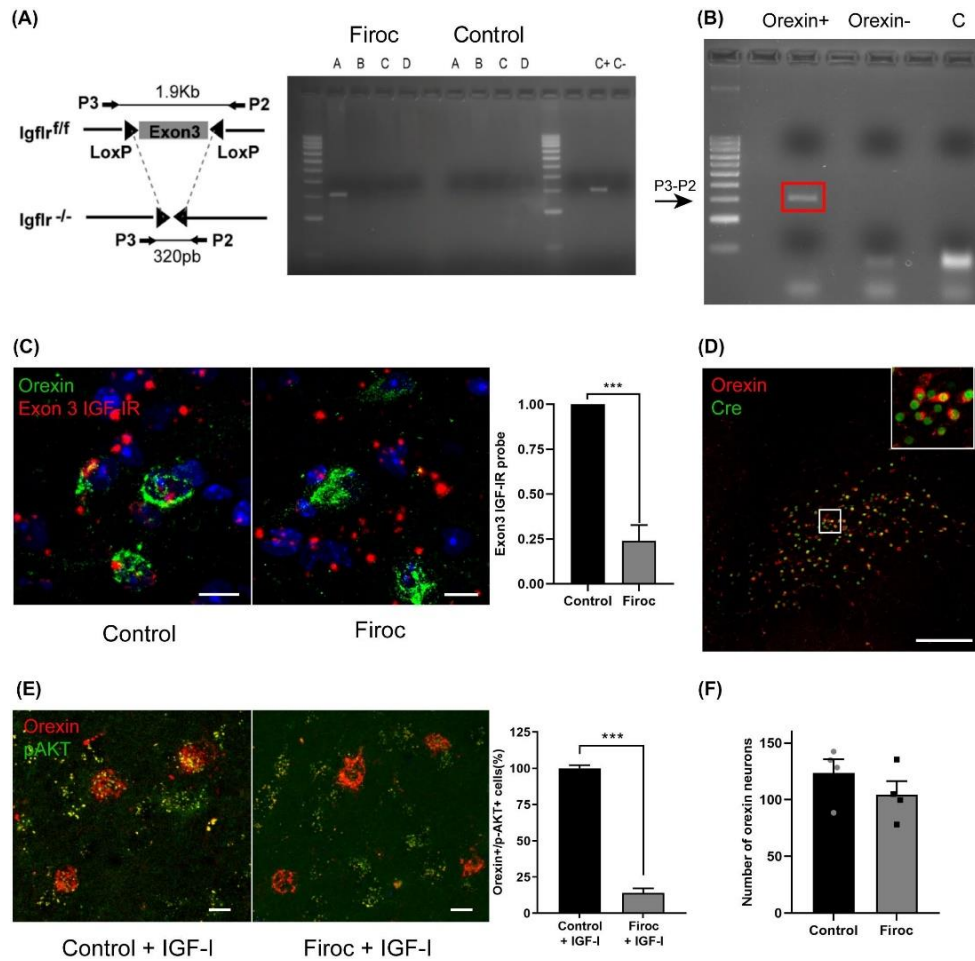 (A)
Firoc Control
A B C D A B C D C+ C-
1.9Kb
P3 P2
Igflr f/f
Exon3
LoxP LoxP
Igflr -/-
P3 P2
320pb
(B)
Orexin+ Orexin- C
P3-P2
(C)
Orexin
Exon 3 IGF-IR
Control Firoc
***
Exon3 IGF-IR probe
1.00
0.75
0.50
0.25
0.00
Control Firoc
(D)
Orexin
Cre
(E)
Orexin
pAKT
Control + IGF-I Firoc + IGF-I
***
Orexin+/p-AKT+ cells(%)
125
100
75
50
25
0
Control
+ IGF-I
Firoc
+ IGF-I
(F)
Number of orexin neurons
150
100
50
0
Control Firoc